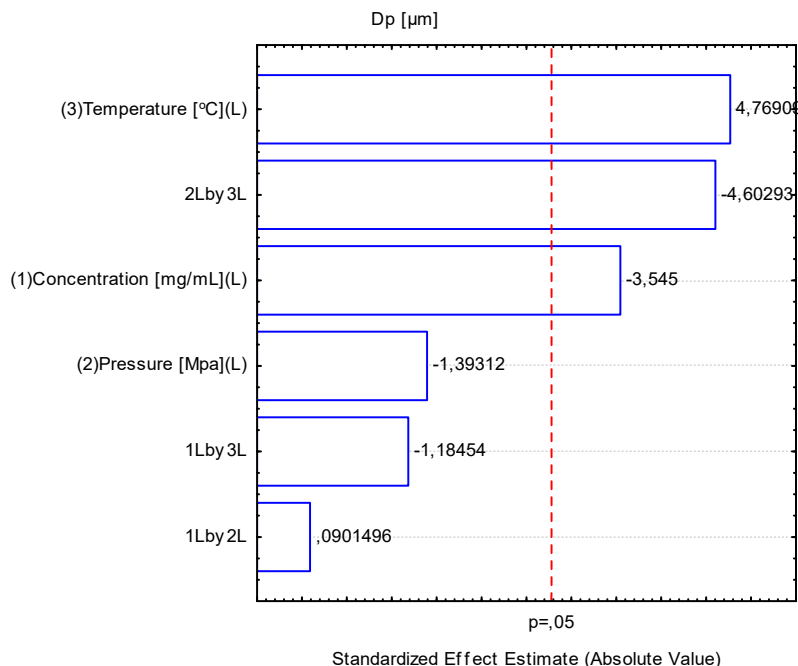 Dp [µm]
(3)Temperature [ºC](L)
4,76909
2Lby3L
-4,60293
(1)Concentration [mg/mL](L)
-3,545
(2)Pressure [Mpa](L)
-1,39312
1Lby3L
-1,18454
1Lby2L
,0901496
p=,05
Standardized Effect Estimate (Absolute Value)